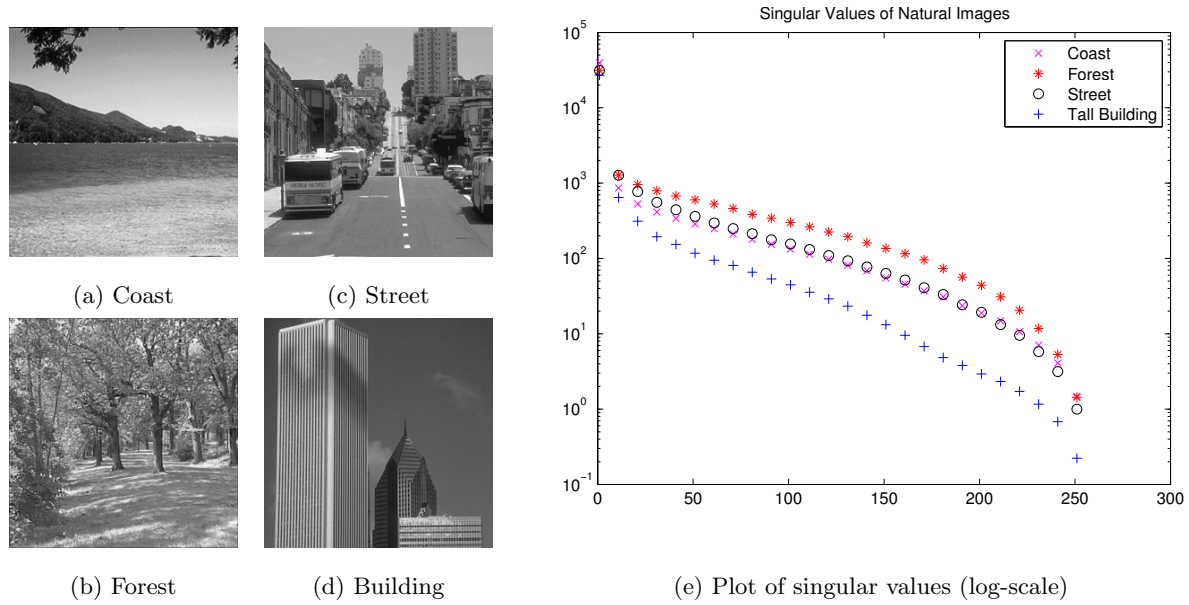 (a) Coast
(c) Street
(b) Forest
(d) Building
Singular Values of Natural Images
10^5
10^4
10^3
10^2
10^1
10^0
10^−1
0 50 100 150 200 250 300
Coast
Forest
Street
Tall Building
(e) Plot of singular values (log-scale)